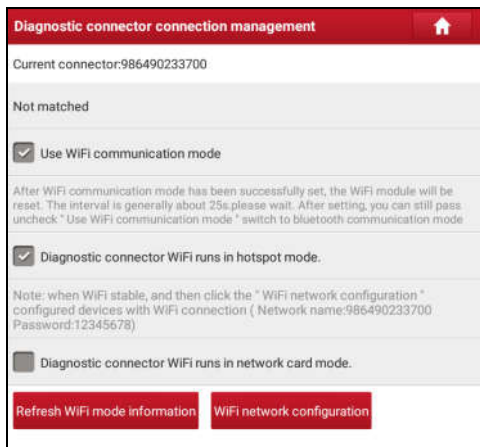 Diagnostic connector connection management
Current connector:986490233700
Not matched
Use WiFi communication mode
After WiFi communication mode has been successfully set, the WiFi module will be
reset. The interval is generally about 25s.please wait. After setting, you can still pass
uncheck " Use WiFi communication mode " switch to bluetooth communication mode
Diagnostic connector WiFi runs in hotspot mode.
Note: when WiFi stable, and then click the " WiFi network configuration "
configured devices with WiFi connection ( Network name:986490233700
Password:12345678)
Diagnostic connector WiFi runs in network card mode.
Refresh WiFi mode information WiFi network configuration